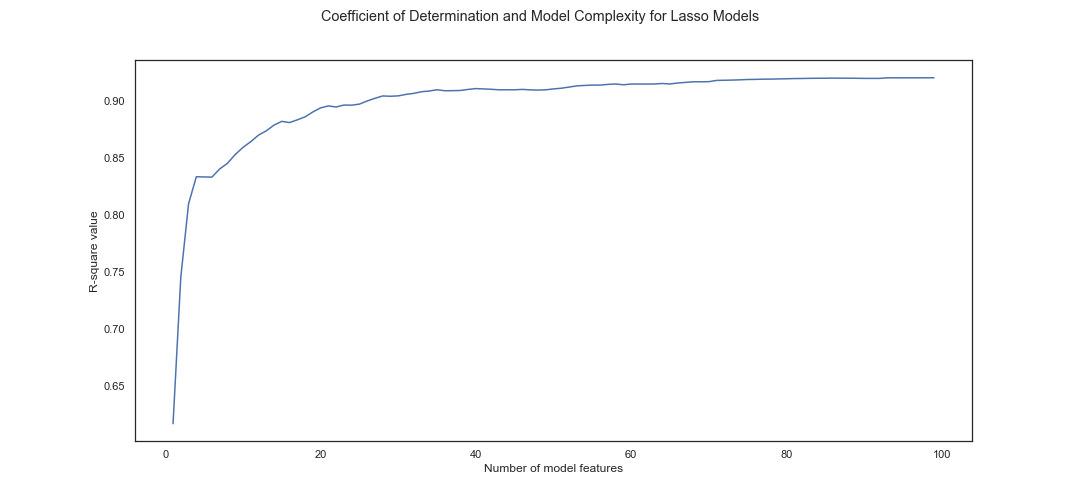 Coefficient of Determination and Model Complexity for Lasso Models
0.90
0.85
0.80
0.75
0.70
0.65
R-square value
0 20 40 60 80 100
Number of model features